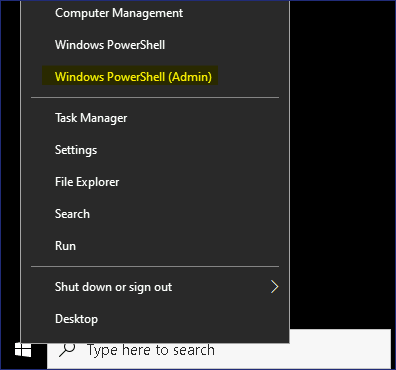 Computer Management
Windows PowerShell
Windows PowerShell (Admin)
Task Manager
Settings
File Explorer
Search
Run
Shut down or sign out
Desktop
Type here to search